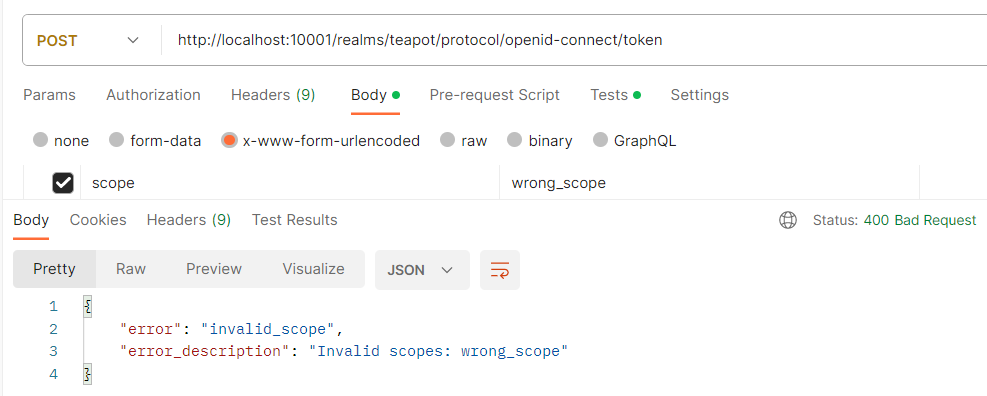 POST http://localhost:10001/realms/teapot/protocol/openid-connect/token
Params Authorization Headers (9) Body Pre-request Script Tests Settings
none form-data x-www-form-urlencoded raw binary GraphQL
scope wrong_scope
Body Cookies Headers (9) Test Results Status: 400 Bad Request
Pretty Raw Preview Visualize JSON
1 {
2 "error": "invalid_scope",
3 "error_description": "Invalid scopes: wrong_scope"
4 }